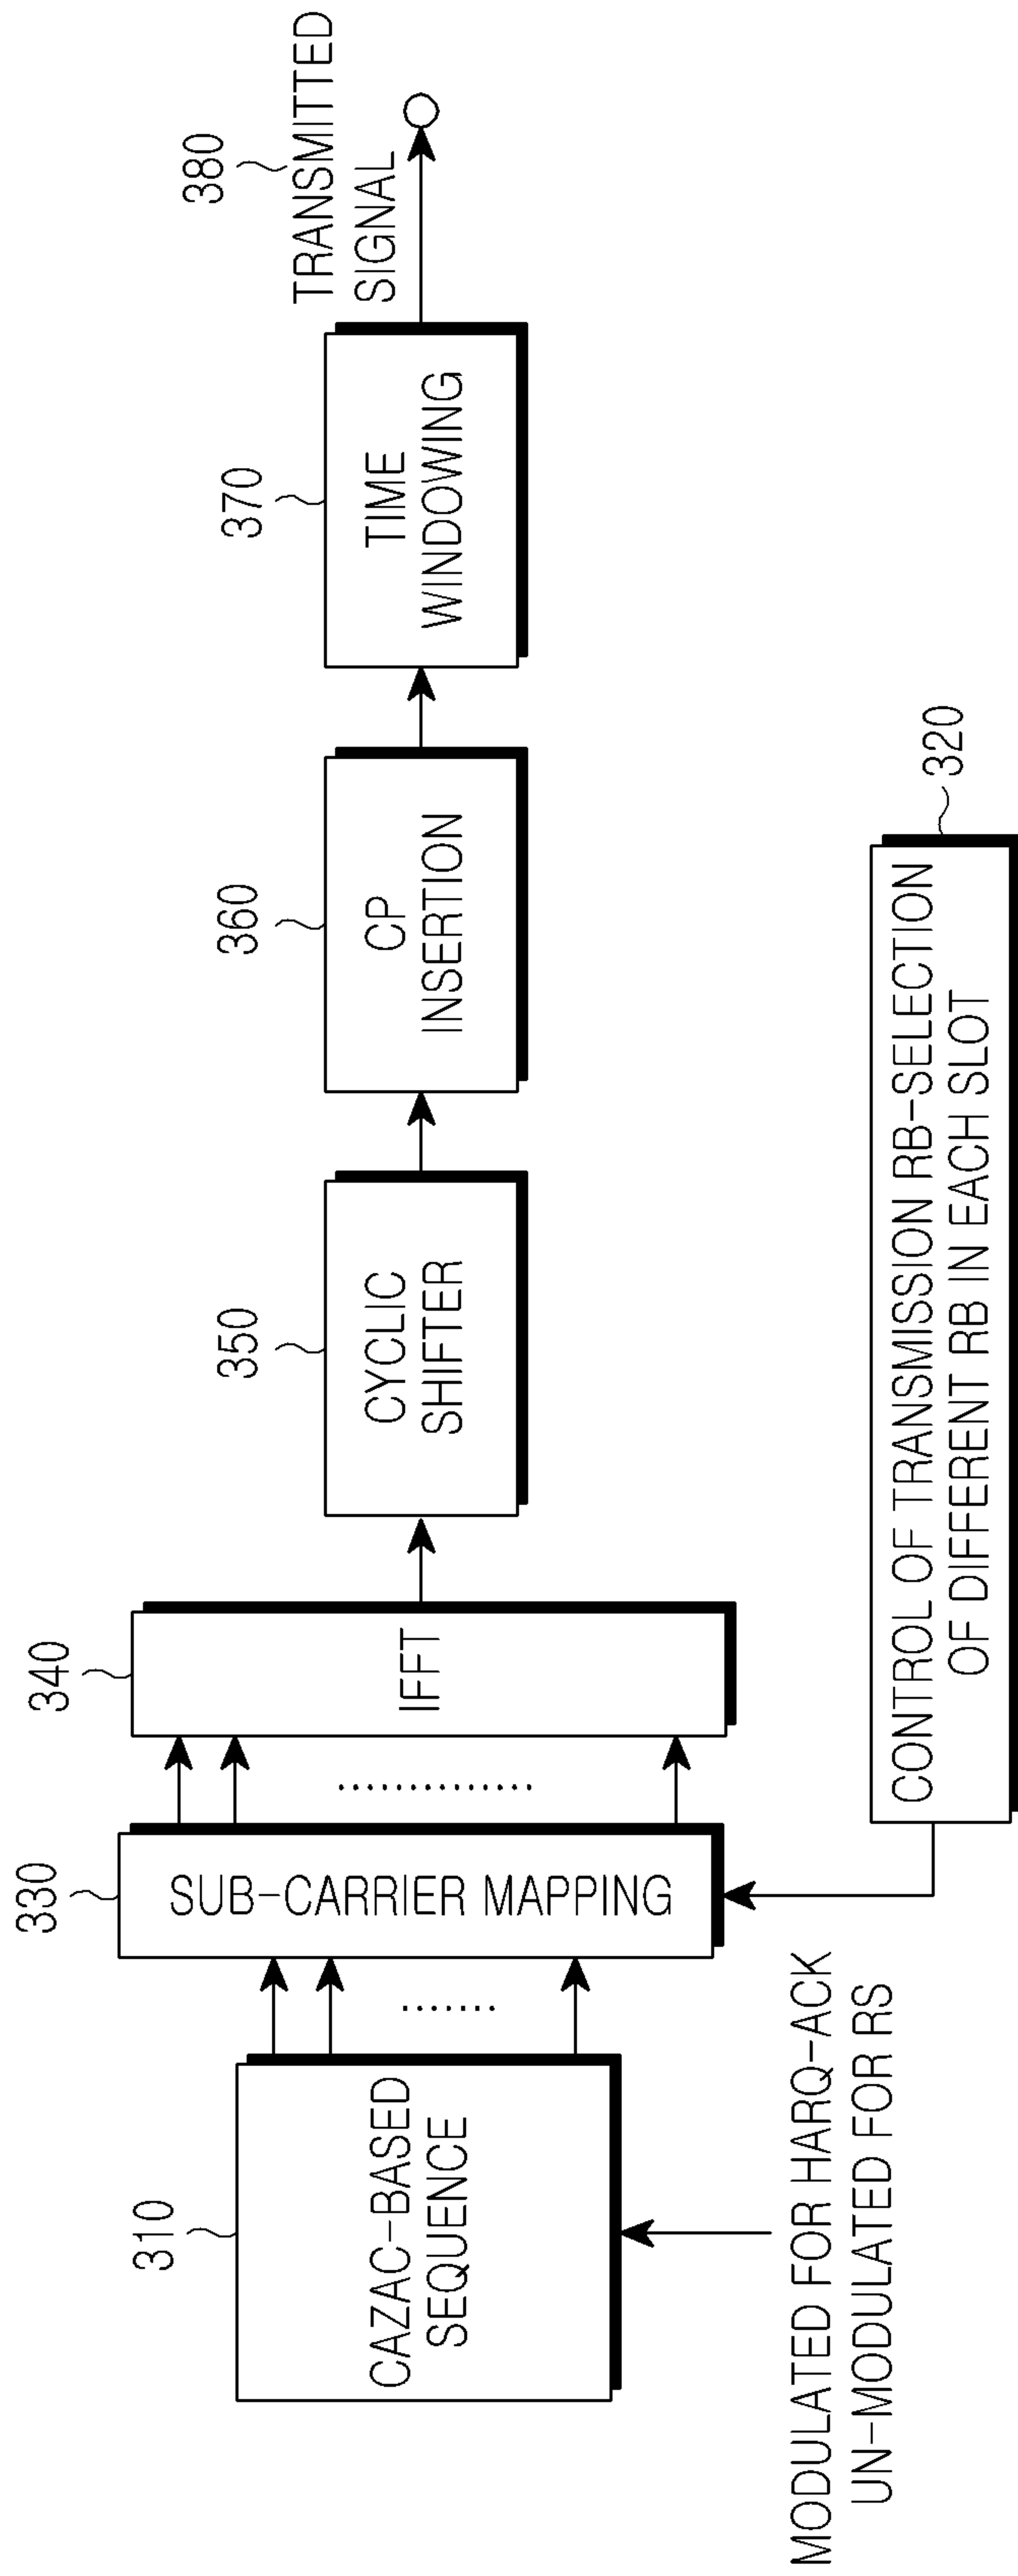 310
CAZAC-BASED
SEQUENCE
MODULATED FOR HARQ-ACK
UN-MODULATED FOR RS
330
SUB-CARRIER MAPPING
340
IFFT
350
CYCLIC
SHIFTER
360
CP
INSERTION
370
TIME
WINDOWING
380
TRANSMITTED
SIGNAL
320
CONTROL OF TRANSMISSION RB-SELECTION
OF DIFFERENT RB IN EACH SLOT